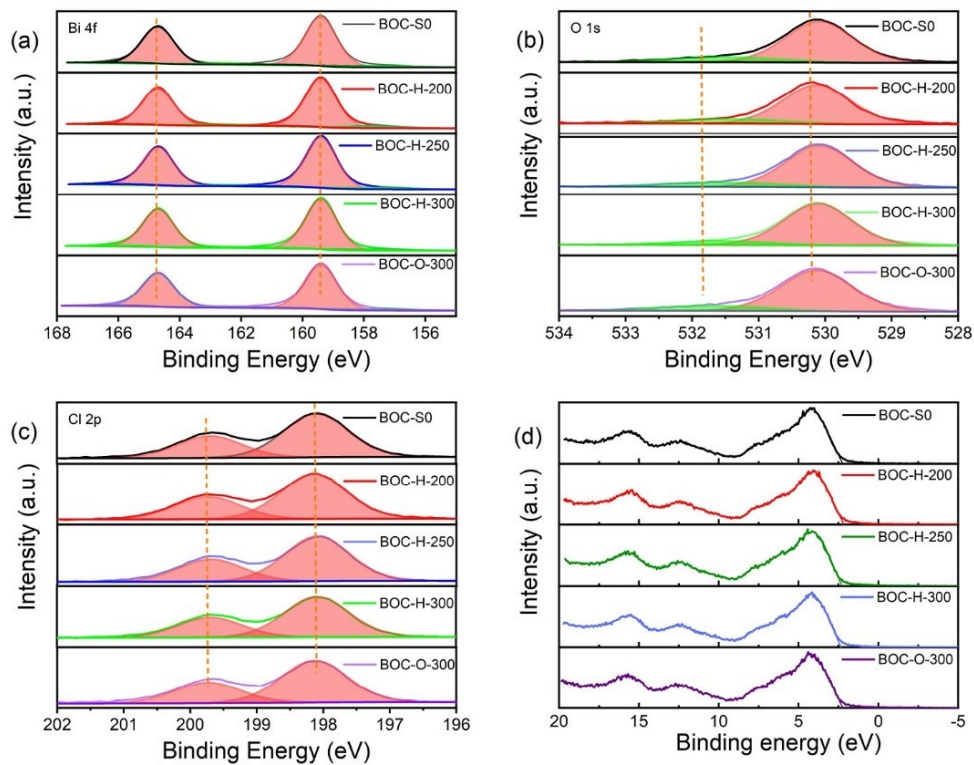 (a)
Bi 4f
BOC-S0
BOC-H-200
BOC-H-250
BOC-H-300
BOC-O-300
Intensity (a.u.)
168 166 164 162 160 158 156
Binding Energy (eV)
(b)
O 1s
BOC-S0
BOC-H-200
BOC-H-250
BOC-H-300
BOC-O-300
Intensity (a.u.)
534 533 532 531 530 529 528
Binding Energy (eV)
(c)
Cl 2p
BOC-S0
BOC-H-200
BOC-H-250
BOC-H-300
BOC-O-300
Intensity (a.u.)
202 201 200 199 198 197 196
Binding Energy (eV)
(d)
BOC-S0
BOC-H-200
BOC-H-250
BOC-H-300
BOC-O-300
Intensity (a.u.)
20 15 10 5 0 -5
Binding energy (eV)